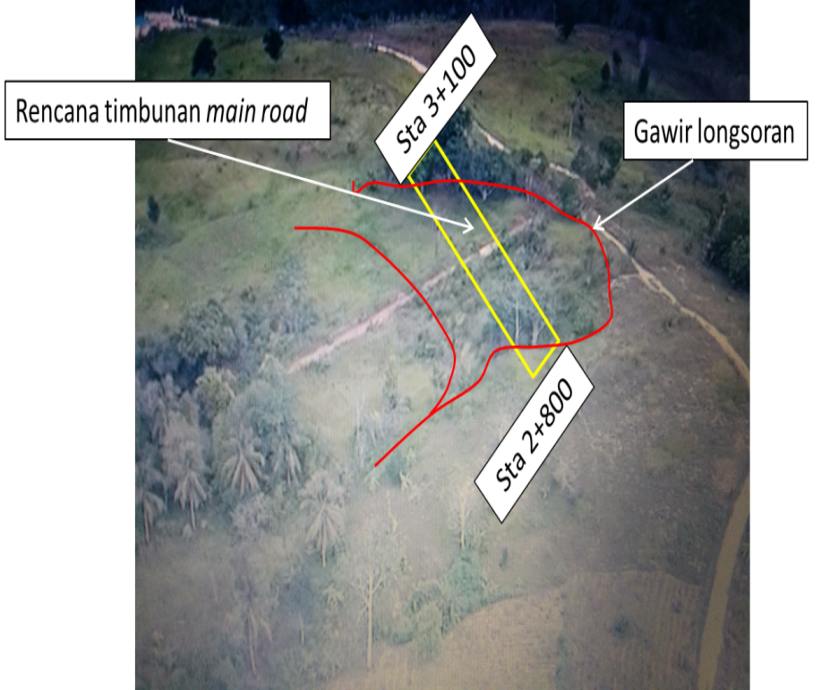 Sta 3+100
Rencana timbunan main road
Gawir longsoran
Sta 2+800